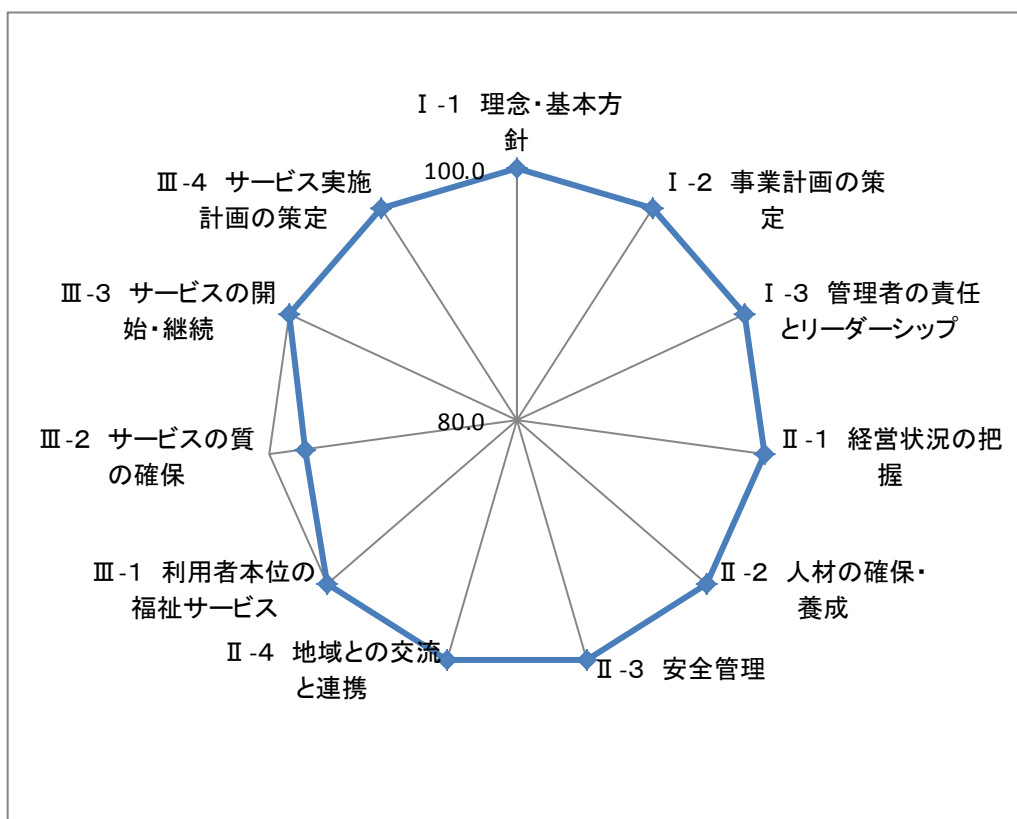 Ⅰ-1 理念・基本方
針
100.0
Ⅰ-2 事業計画の策
定
Ⅰ-3 管理者の責任
とリーダーシップ
Ⅱ-1 経営状況の把
握
Ⅱ-2 人材の確保・
養成
Ⅱ-3 安全管理
Ⅱ-4 地域との交流
と連携
Ⅲ-1 利用者本位の
福祉サービス
Ⅲ-2 サービスの質
の確保
80.0
Ⅲ-3 サービスの開
始・継続
Ⅲ-4 サービス実施
計画の策定